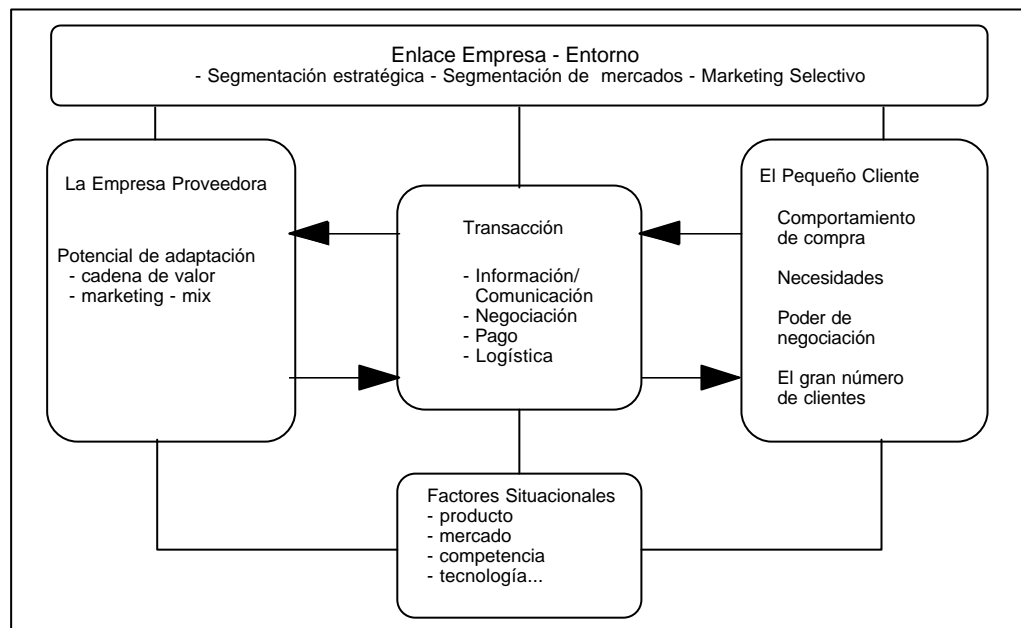 Enlace Empresa - Entorno
- Segmentación estratégica - Segmentación de mercados - Marketing Selectivo
La Empresa Proveedora
Potencial de adaptación
- cadena de valor
- marketing - mix
Transacción
- Información/
Comunicación
- Negociación
- Pago
- Logística
El Pequeño Cliente
Comportamiento
de compra
Necesidades
Poder de
negociación
El gran número
de clientes
Factores Situacionales
- producto
- mercado
- competencia
- tecnología...